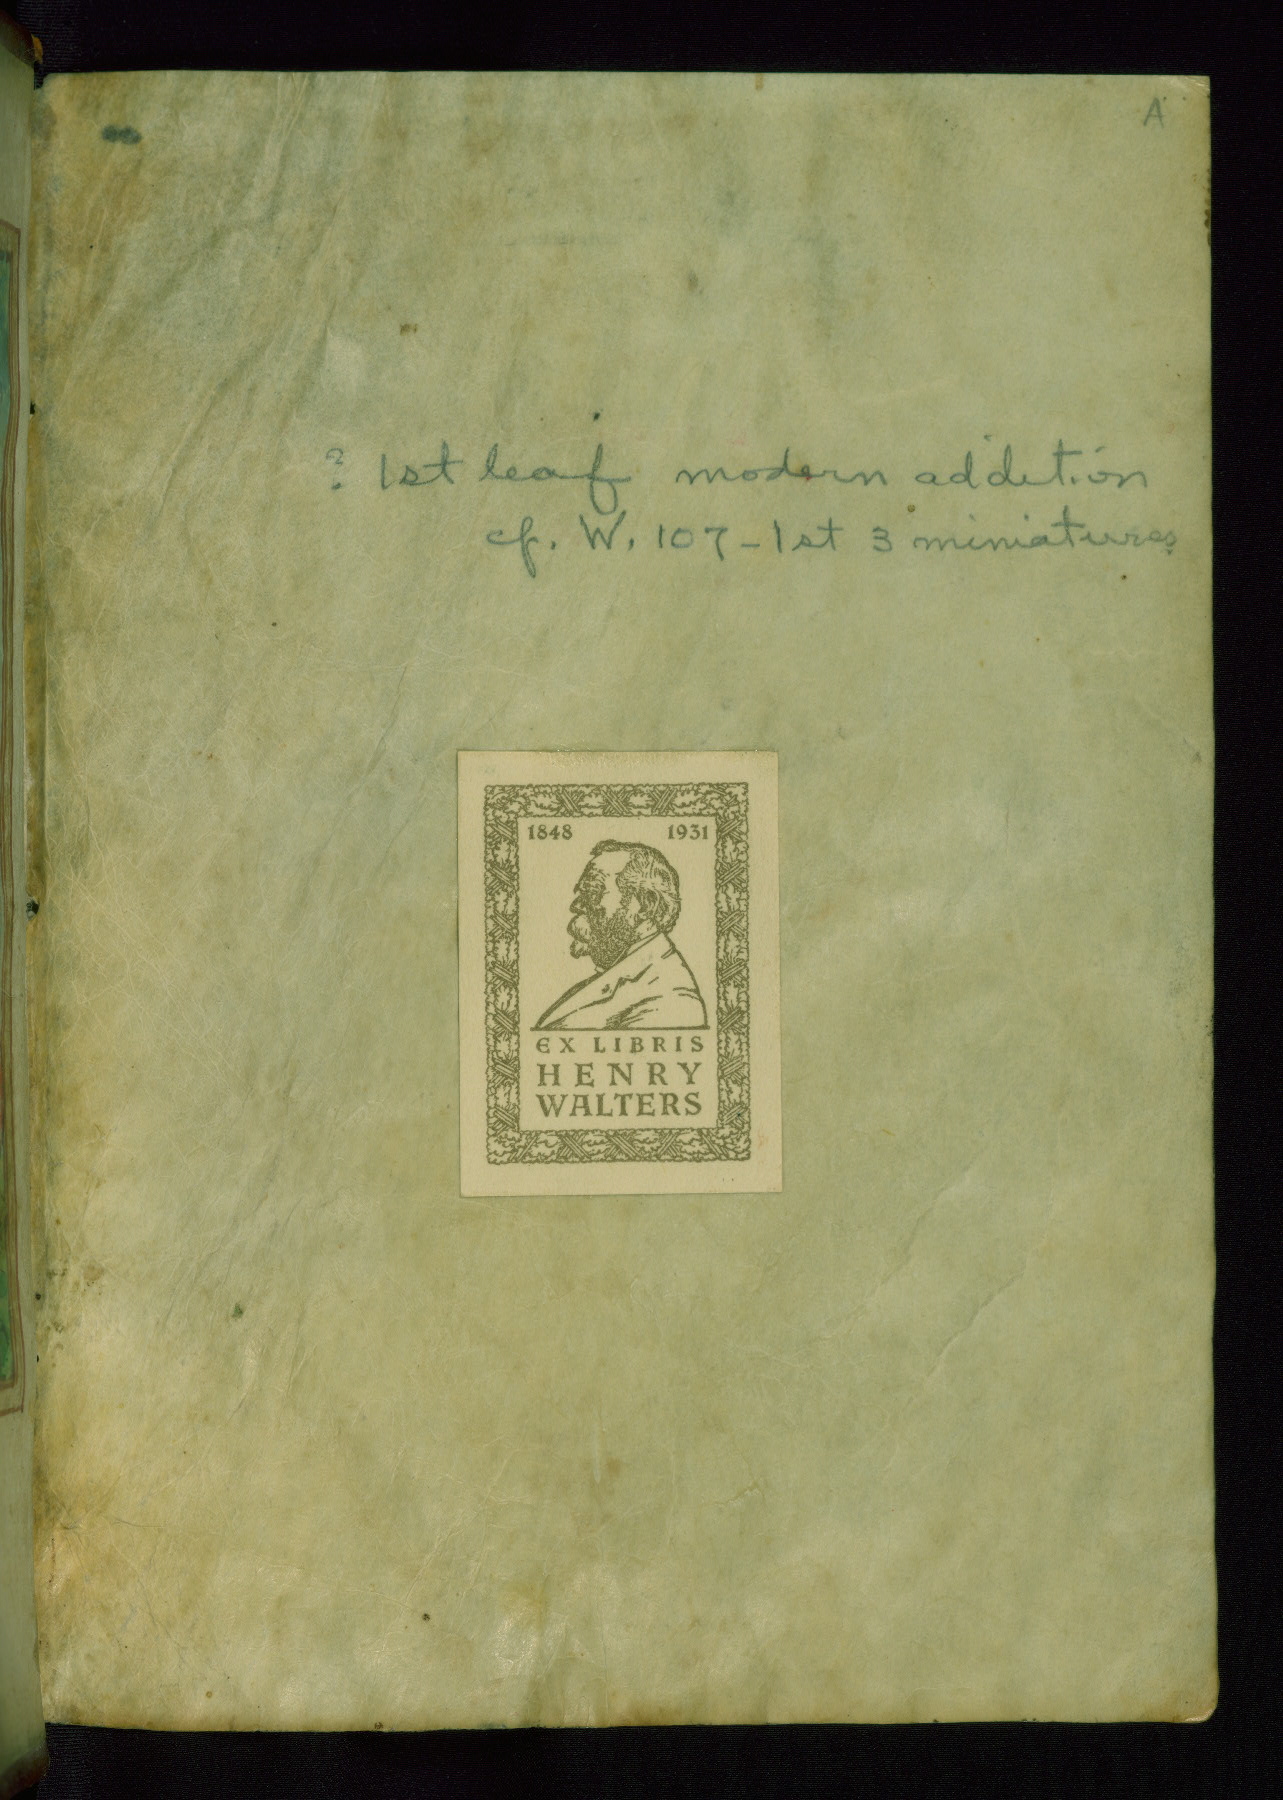 A
? 1st leaf modern addition
cf. W. 107 - 1st 3 miniatures
1848 1931
EX LIBRIS
HENRY
WALTERS